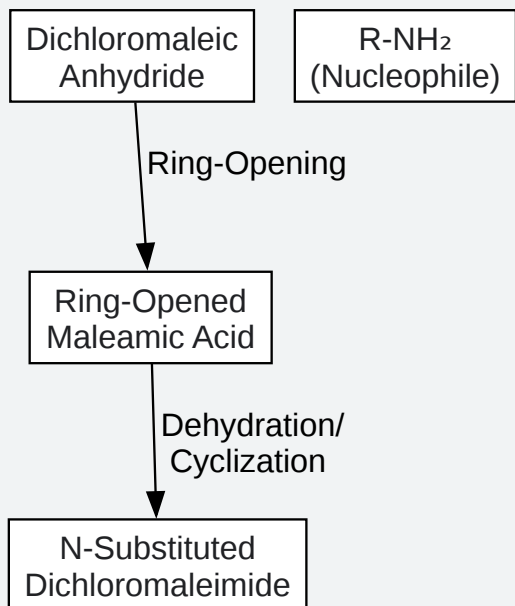 Dichloromaleic
Anhydride
R-NH₂
(Nucleophile)
Ring-Opening
Ring-Opened
Maleamic Acid
Dehydration/
Cyclization
N-Substituted
Dichloromaleimide